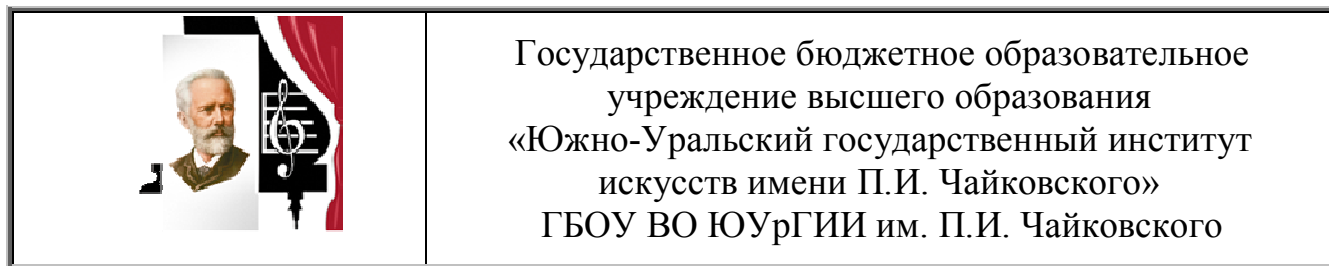 Государственное бюджетное образовательное
учреждение высшего образования
«Южно-Уральский государственный институт
искусств имени П.И. Чайковского»
ГБОУ ВО ЮУрГИИ им. П.И. Чайковского